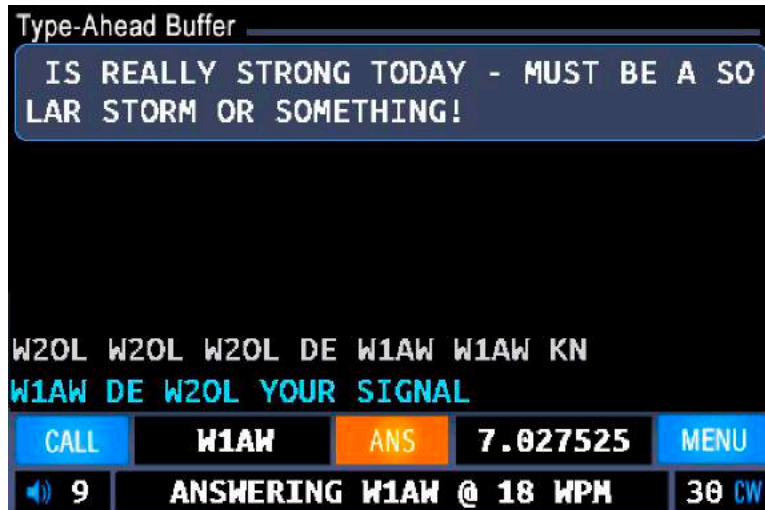 Type-Ahead Buffer
IS REALLY STRONG TODAY - MUST BE A SO
LAR STORM OR SOMETHING!
W2OL W2OL W2OL DE W1AW W1AW KN
W1AW DE W2OL YOUR SIGNAL
CALL W1AW ANS 7.027525 MENU
9 ANSWERING W1AW @ 18 WPM 30 CW